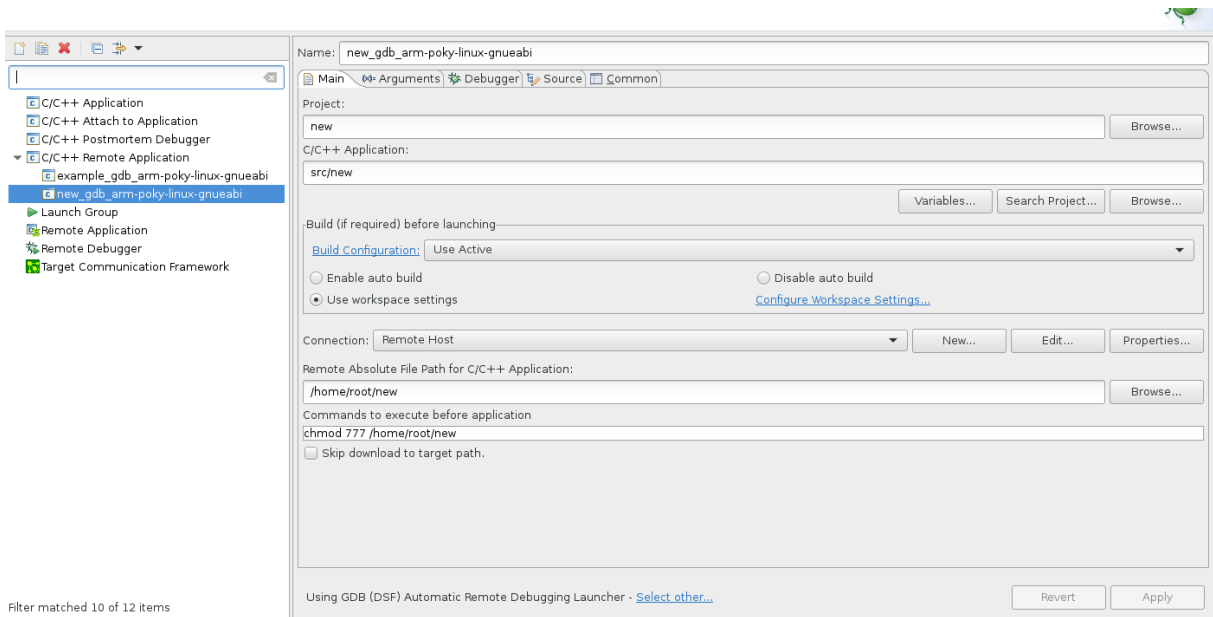 Name: new_gdb_arm-poky-linux-gnueabi
Main Arguments Debugger Source Common
C/C++ Application
C/C++ Attach to Application
C/C++ Postmortem Debugger
C/C++ Remote Application
example_gdb_arm-poky-linux-gnueabi
new_gdb_arm-poky-linux-gnueabi
Launch Group
Remote Application
Remote Debugger
Target Communication Framework
Filter matched 10 of 12 items
Project:
new Browse...
C/C++ Application:
src/new
Variables... Search Project... Browse...
Build (if required) before launching
Build Configuration: Use Active
Enable auto build Disable auto build
Use workspace settings Configure Workspace Settings...
Connection: Remote Host New... Edit... Properties...
Remote Absolute File Path for C/C++ Application:
/home/root/new Browse...
Commands to execute before application
chmod 777 /home/root/new
Skip download to target path.
Using GDB (DSF) Automatic Remote Debugging Launcher - Select other... Revert Apply